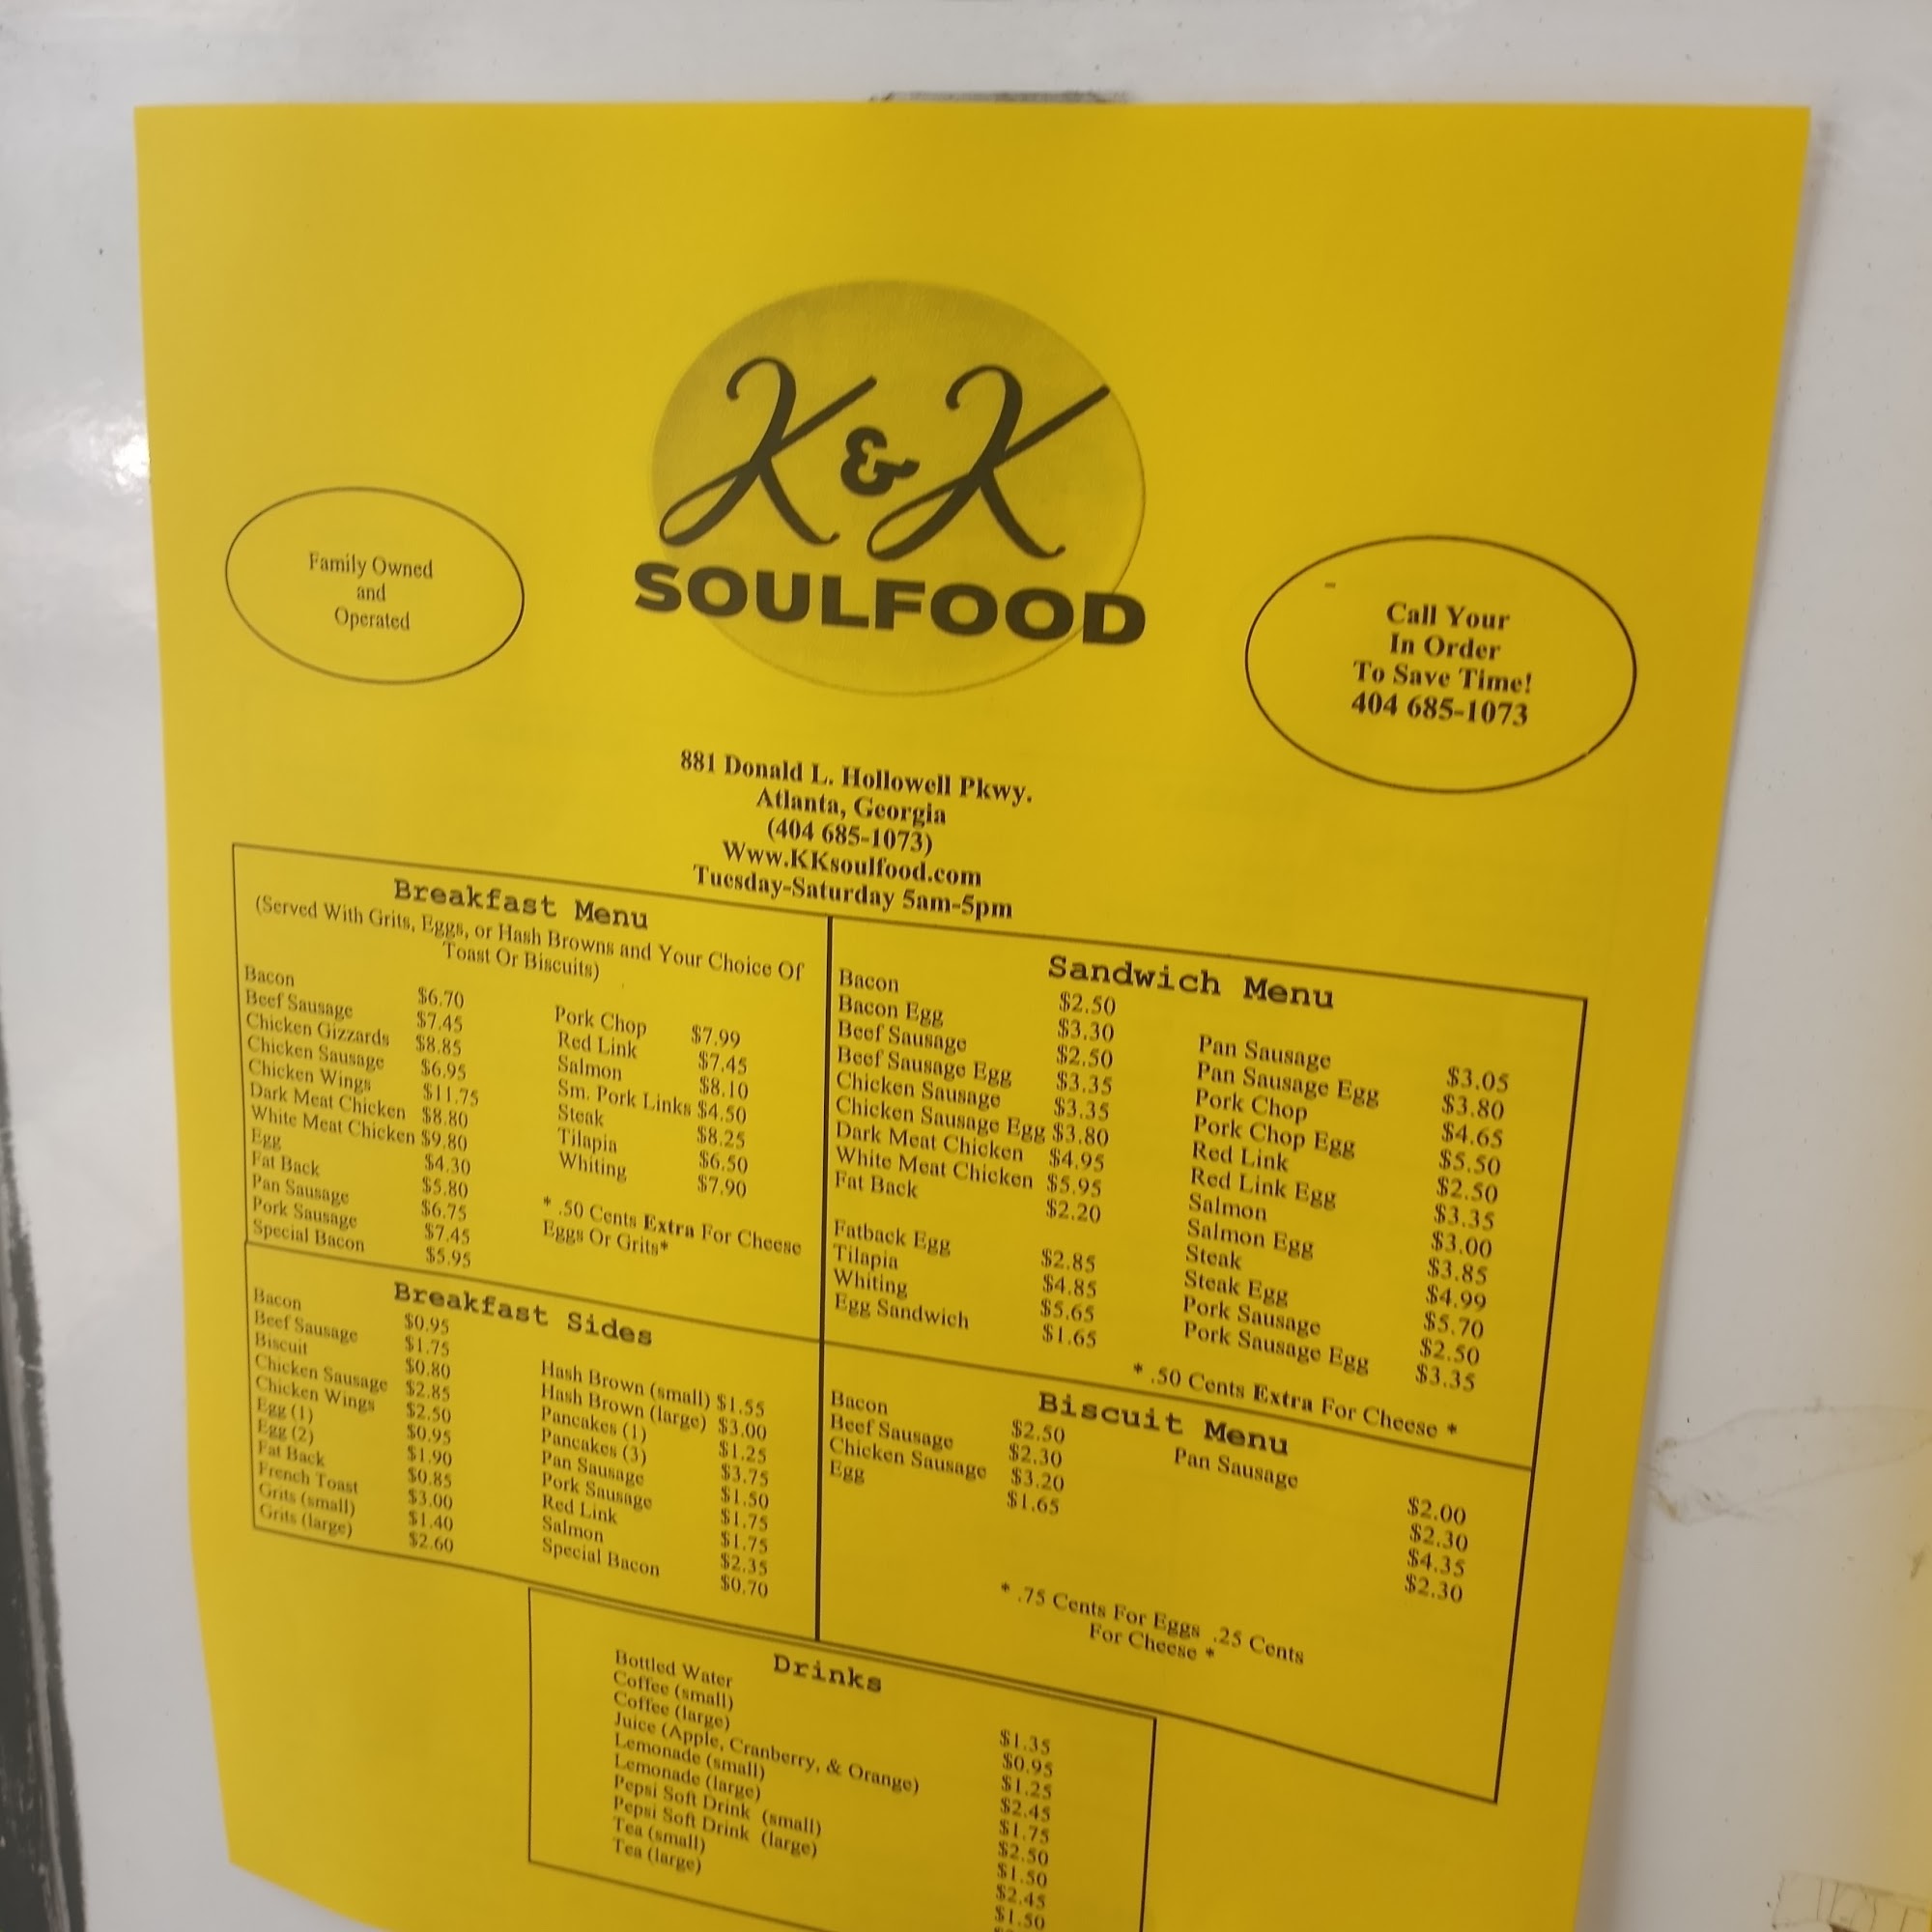 K & K
SOULFOOD
Family Owned
and
Operated
Call Your
In Order
To Save Time!
404 685-1073
881 Donald L. Hollowell Pkwy.
Atlanta, Georgia
(404 685-1073)
Www.KKsoulfood.com
Tuesday-Saturday 5am-5pm
Breakfast Menu
(Served With Grits, Eggs, or Hash Browns and Your Choice Of
Toast Or Biscuits)
Bacon $6.70
Beef Sausage $7.45
Chicken Gizzards $8.85
Chicken Sausage $6.95
Chicken Wings $11.75
Dark Meat Chicken $8.80
White Meat Chicken $9.80
Egg $4.30
Fat Back $5.80
Pan Sausage $6.75
Pork Sausage $7.45
Special Bacon $5.95
Pork Chop $7.99
Red Link $7.45
Salmon $8.10
Sm. Pork Links $4.50
Steak $8.25
Tilapia $6.50
Whiting $7.90
* .50 Cents Extra For Cheese
Eggs Or Grits*
Sandwich Menu
Bacon $2.50
Bacon Egg $3.30
Beef Sausage $2.50
Beef Sausage Egg $3.35
Chicken Sausage $3.35
Chicken Sausage Egg $3.80
Dark Meat Chicken $4.95
White Meat Chicken $5.95
Fat Back $2.20
Fatback Egg $2.85
Tilapia $4.85
Whiting $5.65
Egg Sandwich $1.65
Pan Sausage $3.05
Pan Sausage Egg $3.80
Pork Chop $4.65
Pork Chop Egg $5.50
Red Link $2.50
Red Link Egg $3.35
Salmon $3.00
Salmon Egg $3.85
Steak $4.99
Steak Egg $5.70
Pork Sausage $2.50
Pork Sausage Egg $3.35
* .50 Cents Extra For Cheese *
Breakfast Sides
Bacon $0.95
Beef Sausage $1.75
Biscuit $0.80
Chicken Sausage $2.85
Chicken Wings $2.50
Egg (1) $0.95
Egg (2) $1.90
Fat Back $0.85
French Toast $3.00
Grits (small) $1.40
Grits (large) $2.60
Hash Brown (small) $1.55
Hash Brown (large) $3.00
Pancakes (1) $1.25
Pancakes (3) $3.75
Pan Sausage $1.50
Pork Sausage $1.75
Red Link $1.75
Salmon $2.35
Special Bacon $0.70
Biscuit Menu
Bacon $2.50
Beef Sausage $2.30
Chicken Sausage $3.20
Egg $1.65
Pan Sausage $2.00
$2.30
$4.35
$2.30
* .75 Cents For Eggs .25 Cents
For Cheese *
Drinks
Bottled Water $1.35
Coffee (small) $0.95
Coffee (large) $1.25
Juice (Apple, Cranberry, & Orange) $2.45
Lemonade (small) $1.75
Lemonade (large) $2.50
Pepsi Soft Drink (small) $1.50
Pepsi Soft Drink (large) $2.45
Tea (small) $1.50
Tea (large)